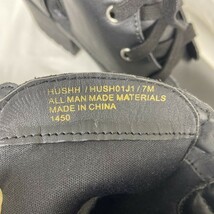 HUSHH / HUSH01J1 / 7M
ALL MAN MADE MATERIALS
MADE IN CHINA
1450